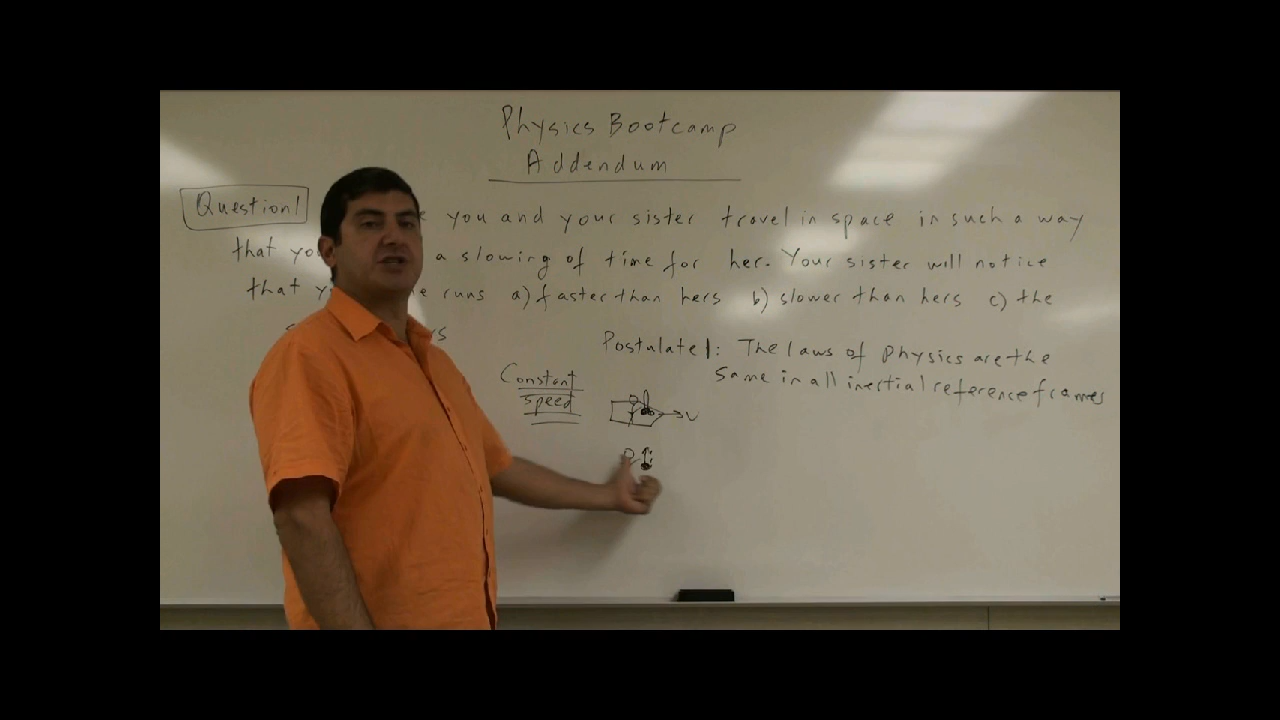 Physics Bootcamp
Addendum
Question1 you and your sister travel in space in such a way
that you a slowing of time for her. Your sister will notice
that y e runs a) faster than hers b) slower than hers c) the
s
Postulate 1: The laws of physics are the
same in all inertial reference frames
Constant
speed
V